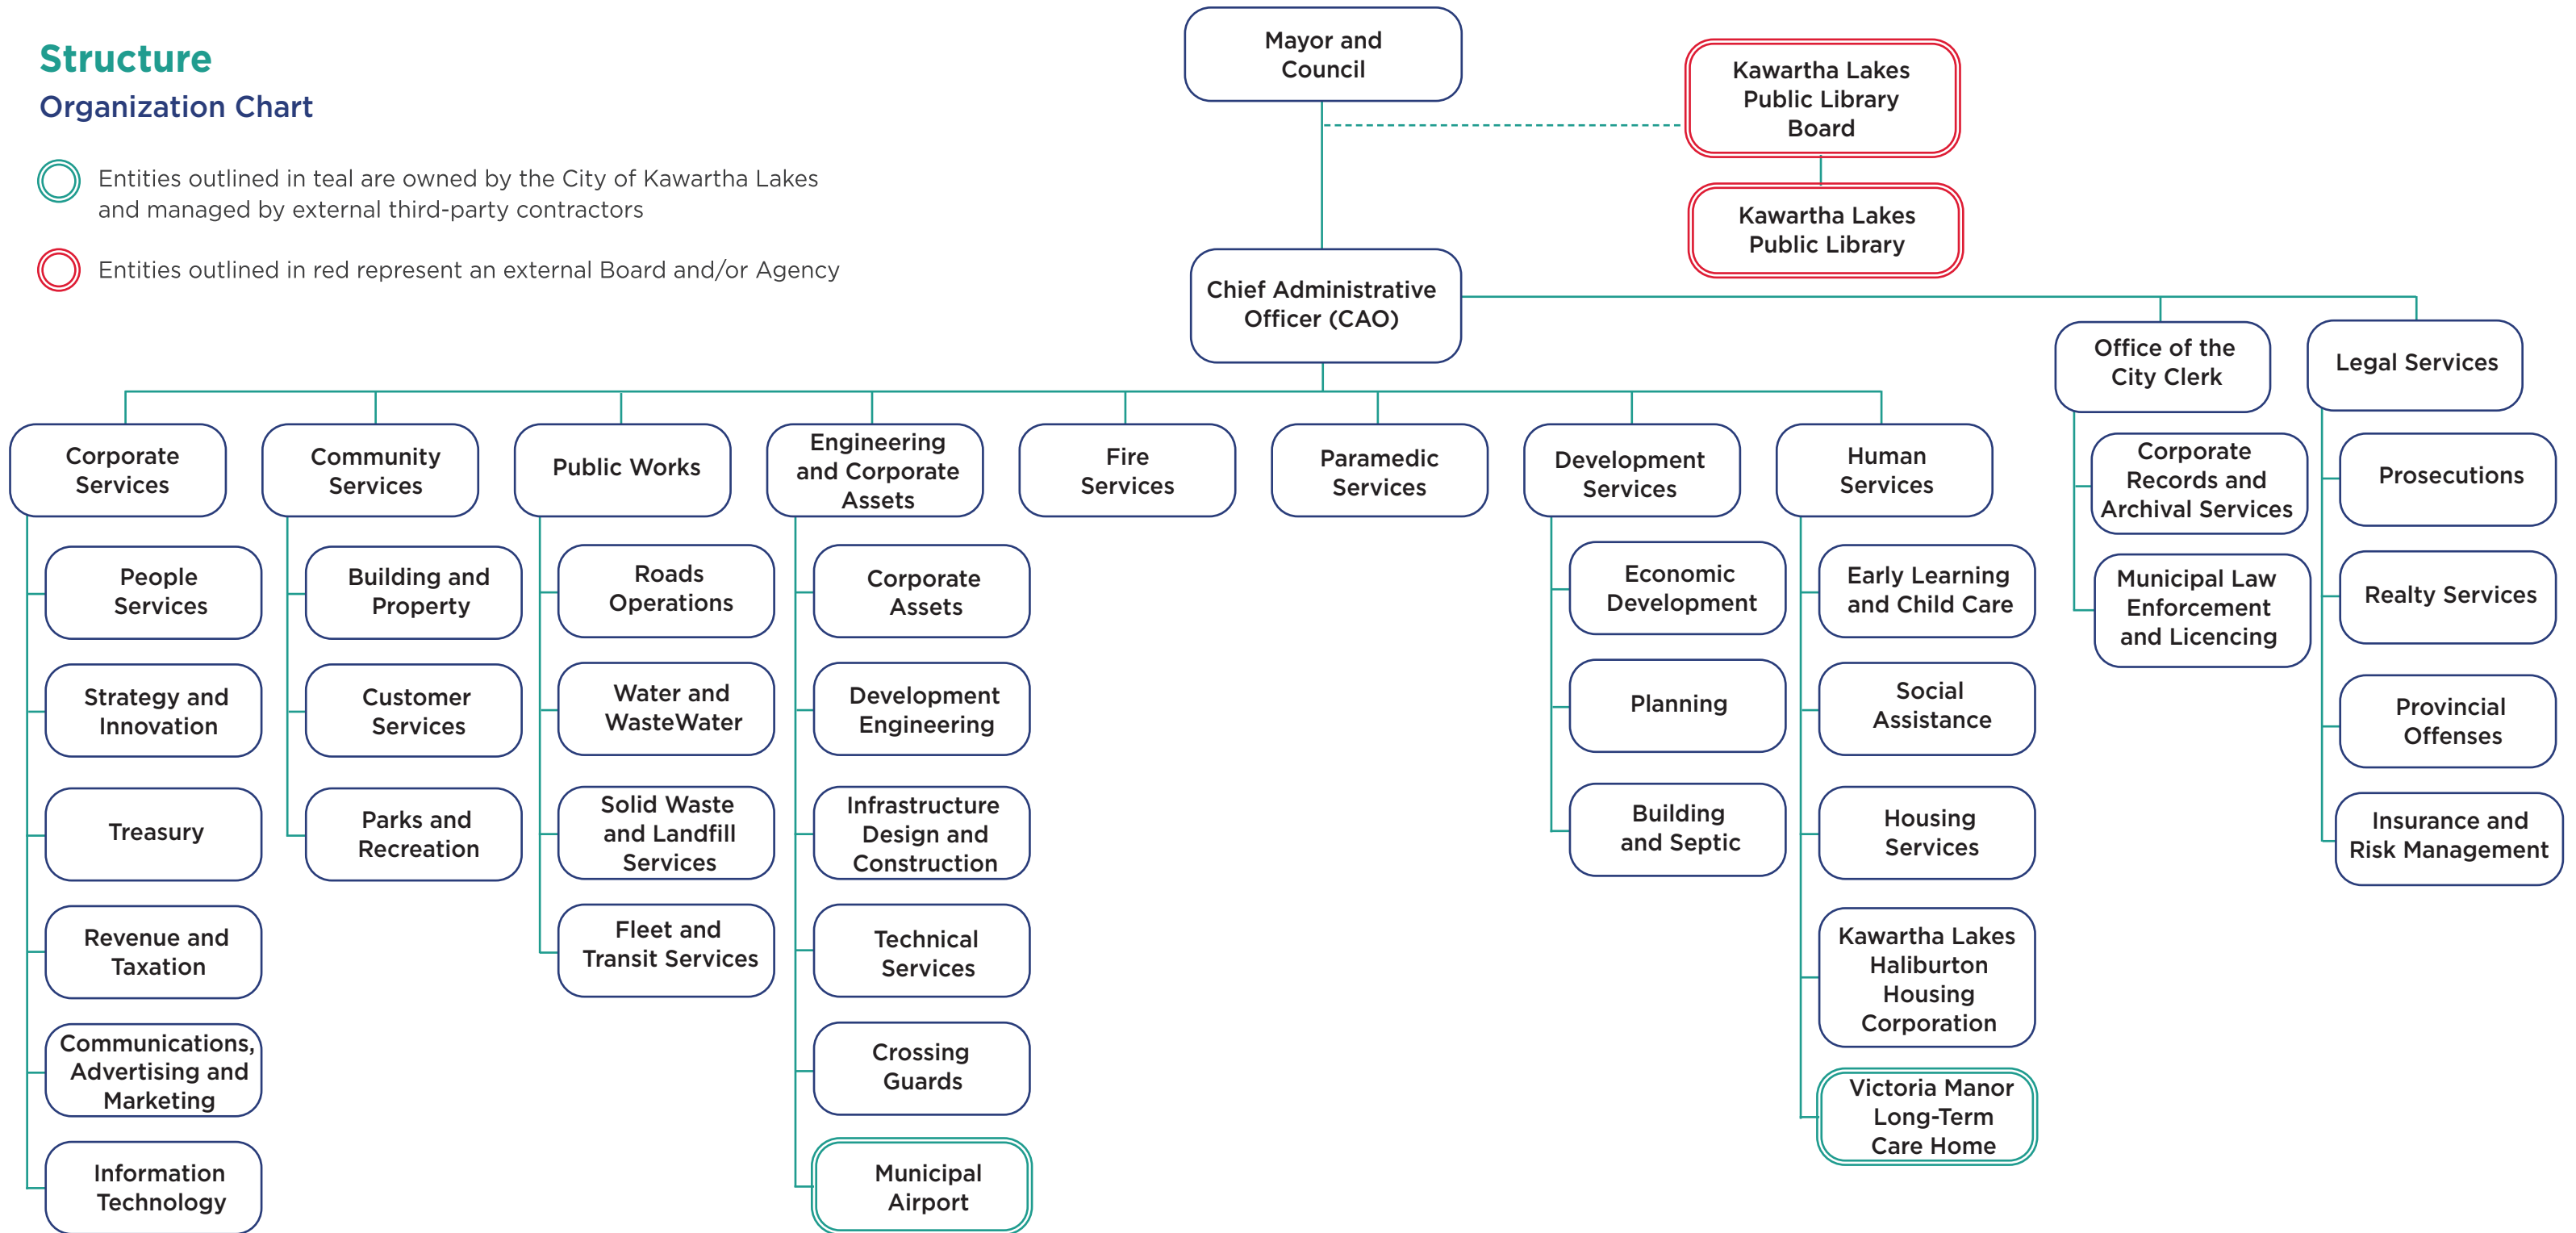 Structure
Organization Chart
Entities outlined in teal are owned by the City of Kawartha Lakes
and managed by external third-party contractors
Entities outlined in red represent an external Board and/or Agency
Mayor and
Council
Kawartha Lakes
Public Library
Board
Kawartha Lakes
Public Library
Chief Administrative
Officer (CAO)
Office of the
City Clerk
Legal Services
Corporate
Services
Community
Services
Public Works
Engineering
and Corporate
Assets
Fire
Services
Paramedic
Services
Development
Services
Human
Services
People
Services
Strategy and
Innovation
Treasury
Revenue and
Taxation
Communications,
Advertising and
Marketing
Information
Technology
Building and
Property
Customer
Services
Parks and
Recreation
Roads
Operations
Water and
WasteWater
Solid Waste
and Landfill
Services
Fleet and
Transit Services
Corporate
Assets
Development
Engineering
Infrastructure
Design and
Construction
Technical
Services
Crossing
Guards
Municipal
Airport
Economic
Development
Planning
Building
and Septic
Early Learning
and Child Care
Social
Assistance
Housing
Services
Kawartha Lakes
Haliburton
Housing
Corporation
Victoria Manor
Long-Term
Care Home
Corporate
Records and
Archival Services
Municipal Law
Enforcement
and Licencing
Prosecutions
Realty Services
Provincial
Offenses
Insurance and
Risk Management